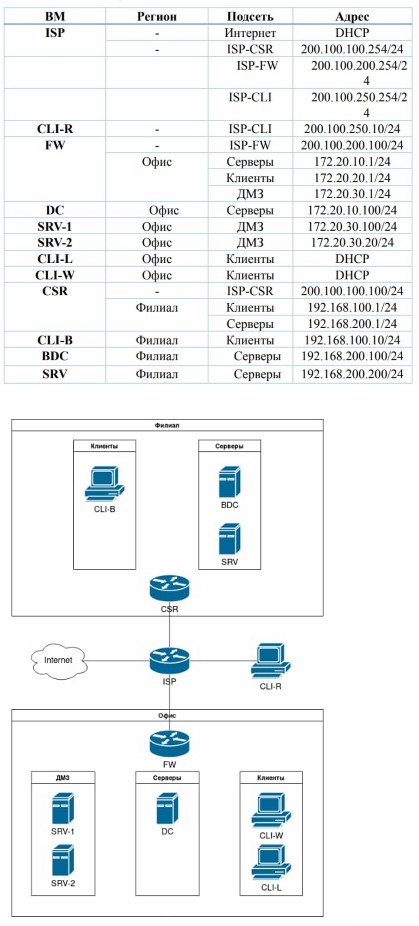 ВМ Регион Подсеть Адрес
ISP - Интернет DHCP
- ISP-CSR 200.100.100.254/24
ISP-FW 200.100.200.254/2
4
ISP-CLI 200.100.250.254/2
4
CLI-R - ISP-CLI 200.100.250.10/24
FW - ISP-FW 200.100.200.100/24
Офис Серверы 172.20.10.1/24
Клиенты 172.20.20.1/24
ДМЗ 172.20.30.1/24
DC Офис Серверы 172.20.10.100/24
SRV-1 Офис ДМЗ 172.20.30.100/24
SRV-2 Офис ДМЗ 172.20.30.20/24
CLI-L Офис Клиенты DHCP
CLI-W Офис Клиенты DHCP
CSR - ISP-CSR 200.100.100.100/24
Филиал Клиенты 192.168.100.1/24
Серверы 192.168.200.1/24
CLI-B Филиал Клиенты 192.168.100.10/24
BDC Филиал Серверы 192.168.200.100/24
SRV Филиал Серверы 192.168.200.200/24
Филиал
Клиенты
Серверы
CLI-B
BDC
SRV
CSR
Internet
ISP
CLI-R
Офис
FW
ДМЗ
Серверы
Клиенты
SRV-1
DC
CLI-W
SRV-2
CLI-L